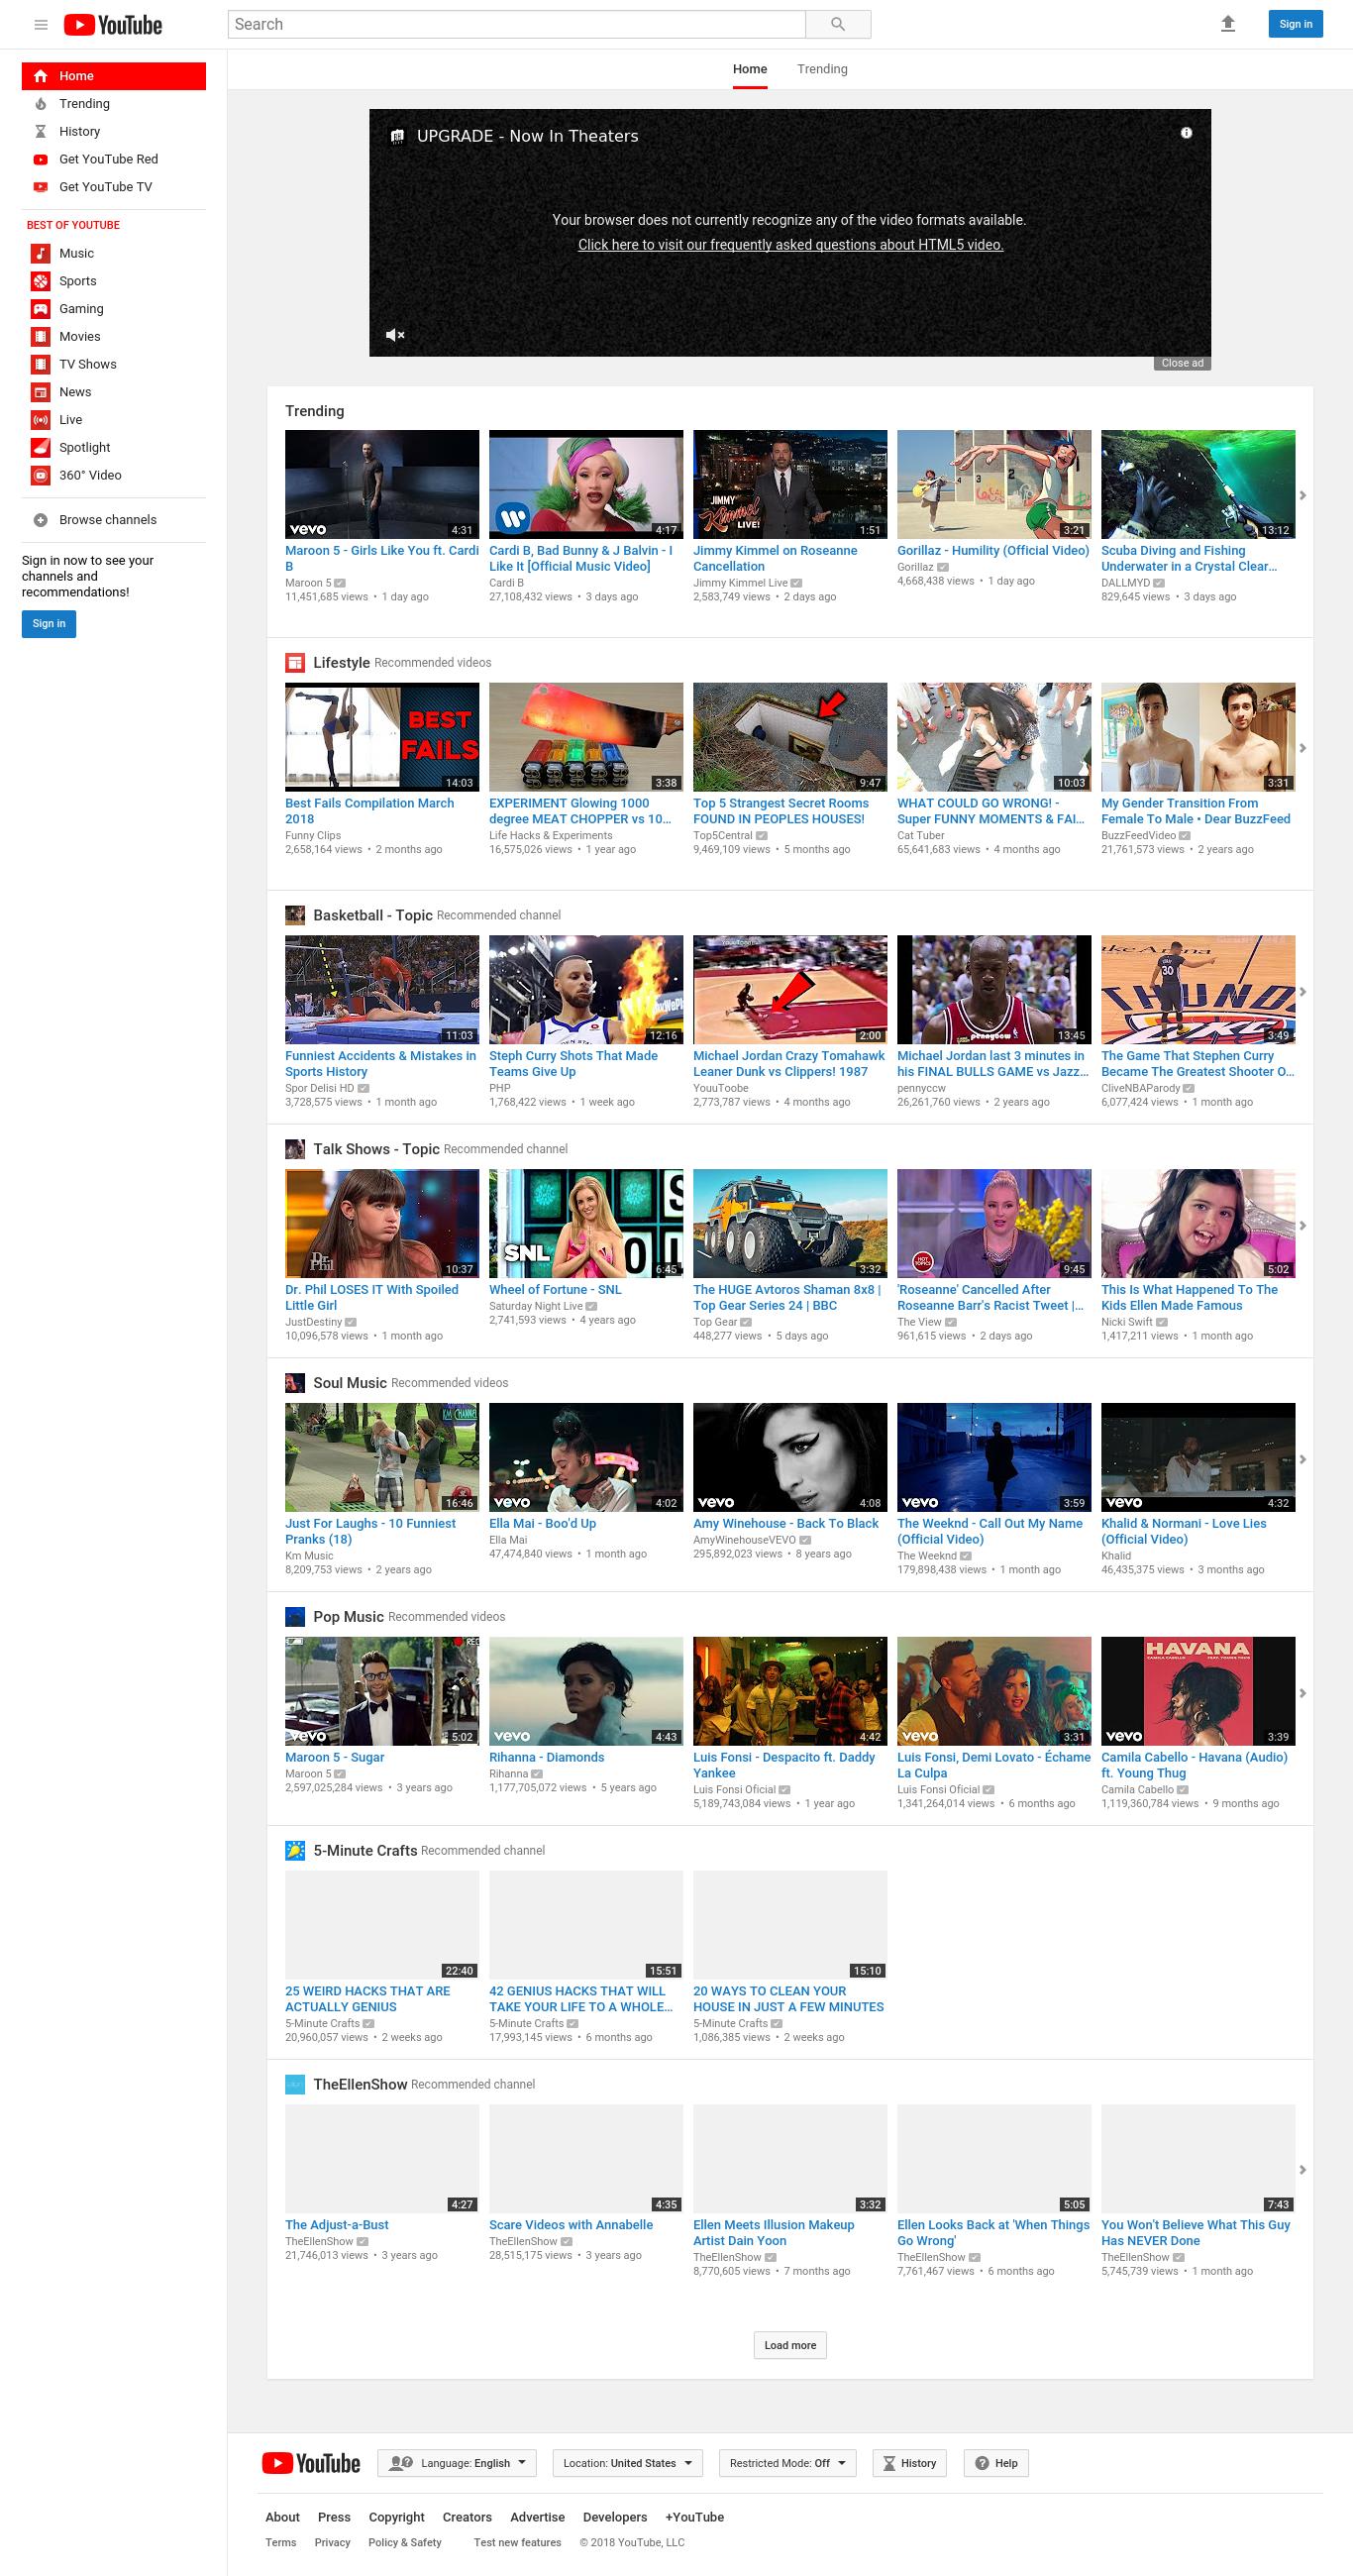 YouTube
Search
Sign in
Home
Trending
History
Get YouTube Red
Get YouTube TV
BEST OF YOUTUBE
Music
Sports
Gaming
Movies
TV Shows
News
Live
Spotlight
360° Video
Browse channels
Sign in now to see your
channels and
recommendations!
Sign in
Home Trending
UPGRADE - Now In Theaters
Your browser does not currently recognize any of the video formats available.
Click here to visit our frequently asked questions about HTML5 video.
Close ad
Trending
vevo 4:31
Maroon 5 - Girls Like You ft. Cardi
B
Maroon 5
11,451,685 views • 1 day ago
4:17
Cardi B, Bad Bunny & J Balvin - I
Like It [Official Music Video]
Cardi B
27,108,432 views • 3 days ago
JIMMY
Kimmel
LIVE!
1:51
Jimmy Kimmel on Roseanne
Cancellation
Jimmy Kimmel Live
2,583,749 views • 2 days ago
2
3:21
Gorillaz - Humility (Official Video)
Gorillaz
4,668,438 views • 1 day ago
13:12
Scuba Diving and Fishing
Underwater in a Crystal Clear...
DALLMYD
829,645 views • 3 days ago
Lifestyle Recommended videos
BEST
FAILS
14:03
Best Fails Compilation March
2018
Funny Clips
2,658,164 views • 2 months ago
3:38
EXPERIMENT Glowing 1000
degree MEAT CHOPPER vs 10...
Life Hacks & Experiments
16,575,026 views • 1 year ago
9:47
Top 5 Strangest Secret Rooms
FOUND IN PEOPLES HOUSES!
Top5Central
9,469,109 views • 5 months ago
10:03
WHAT COULD GO WRONG! -
Super FUNNY MOMENTS & FAI...
Cat Tuber
65,641,683 views • 4 months ago
3:31
My Gender Transition From
Female To Male • Dear BuzzFeed
BuzzFeedVideo
21,761,573 views • 2 years ago
Basketball - Topic Recommended channel
11:03
Funniest Accidents & Mistakes in
Sports History
Spor Delisi HD
3,728,575 views • 1 month ago
12:16
Steph Curry Shots That Made
Teams Give Up
PHP
1,768,422 views • 1 week ago
2:00
Michael Jordan Crazy Tomahawk
Leaner Dunk vs Clippers! 1987
YouuToobe
2,773,787 views • 4 months ago
pennyccw
13:45
Michael Jordan last 3 minutes in
his FINAL BULLS GAME vs Jazz...
pennyccw
26,261,760 views • 2 years ago
30
THUND
3:49
The Game That Stephen Curry
Became The Greatest Shooter O...
CliveNBAParody
6,077,424 views • 1 month ago
Talk Shows - Topic Recommended channel
Dr.
Phil
10:37
Dr. Phil LOSES IT With Spoiled
Little Girl
JustDestiny
10,096,578 views • 1 month ago
SNL
6:45
Wheel of Fortune - SNL
Saturday Night Live
2,741,593 views • 4 years ago
3:32
The HUGE Avtoros Shaman 8x8 |
Top Gear Series 24 | BBC
Top Gear
448,277 views • 5 days ago
HOT
TOPICS
9:45
'Roseanne' Cancelled After
Roseanne Barr's Racist Tweet |...
The View
961,615 views • 2 days ago
5:02
This Is What Happened To The
Kids Ellen Made Famous
Nicki Swift
1,417,211 views • 1 month ago
Soul Music Recommended videos
KM CHANNEL
16:46
Just For Laughs - 10 Funniest
Pranks (18)
Km Music
8,209,753 views • 2 years ago
vevo 4:02
Ella Mai - Boo'd Up
Ella Mai
47,474,840 views • 1 month ago
vevo 4:08
Amy Winehouse - Back To Black
AmyWinehouseVEVO
295,892,023 views • 8 years ago
vevo 3:59
The Weeknd - Call Out My Name
(Official Video)
The Weeknd
179,898,438 views • 1 month ago
vevo 4:32
Khalid & Normani - Love Lies
(Official Video)
Khalid
46,435,375 views • 3 months ago
Pop Music Recommended videos
REC
vevo 5:02
Maroon 5 - Sugar
Maroon 5
2,597,025,284 views • 3 years ago
vevo 4:43
Rihanna - Diamonds
Rihanna
1,177,705,072 views • 5 years ago
4:42
Luis Fonsi - Despacito ft. Daddy
Yankee
Luis Fonsi Oficial
5,189,743,084 views • 1 year ago
vevo 3:31
Luis Fonsi, Demi Lovato - Échame
La Culpa
Luis Fonsi Oficial
1,341,264,014 views • 6 months ago
HAVANA
CAMILA CABELLO FEAT. YOUNG THUG
vevo 3:39
Camila Cabello - Havana (Audio)
ft. Young Thug
Camila Cabello
1,119,360,784 views • 9 months ago
5-Minute Crafts Recommended channel
22:40
25 WEIRD HACKS THAT ARE
ACTUALLY GENIUS
5-Minute Crafts
20,960,057 views • 2 weeks ago
15:51
42 GENIUS HACKS THAT WILL
TAKE YOUR LIFE TO A WHOLE...
5-Minute Crafts
17,993,145 views • 6 months ago
15:10
20 WAYS TO CLEAN YOUR
HOUSE IN JUST A FEW MINUTES
5-Minute Crafts
1,086,385 views • 2 weeks ago
TheEllenShow Recommended channel
4:27
The Adjust-a-Bust
TheEllenShow
21,746,013 views • 3 years ago
4:35
Scare Videos with Annabelle
TheEllenShow
28,515,175 views • 3 years ago
3:32
Ellen Meets Illusion Makeup
Artist Dain Yoon
TheEllenShow
8,770,605 views • 7 months ago
5:05
Ellen Looks Back at 'When Things
Go Wrong'
TheEllenShow
7,761,467 views • 6 months ago
7:43
You Won't Believe What This Guy
Has NEVER Done
TheEllenShow
5,745,739 views • 1 month ago
Load more
YouTube Language: English Location: United States Restricted Mode: Off History Help
About Press Copyright Creators Advertise Developers +YouTube
Terms Privacy Policy & Safety Test new features © 2018 YouTube, LLC